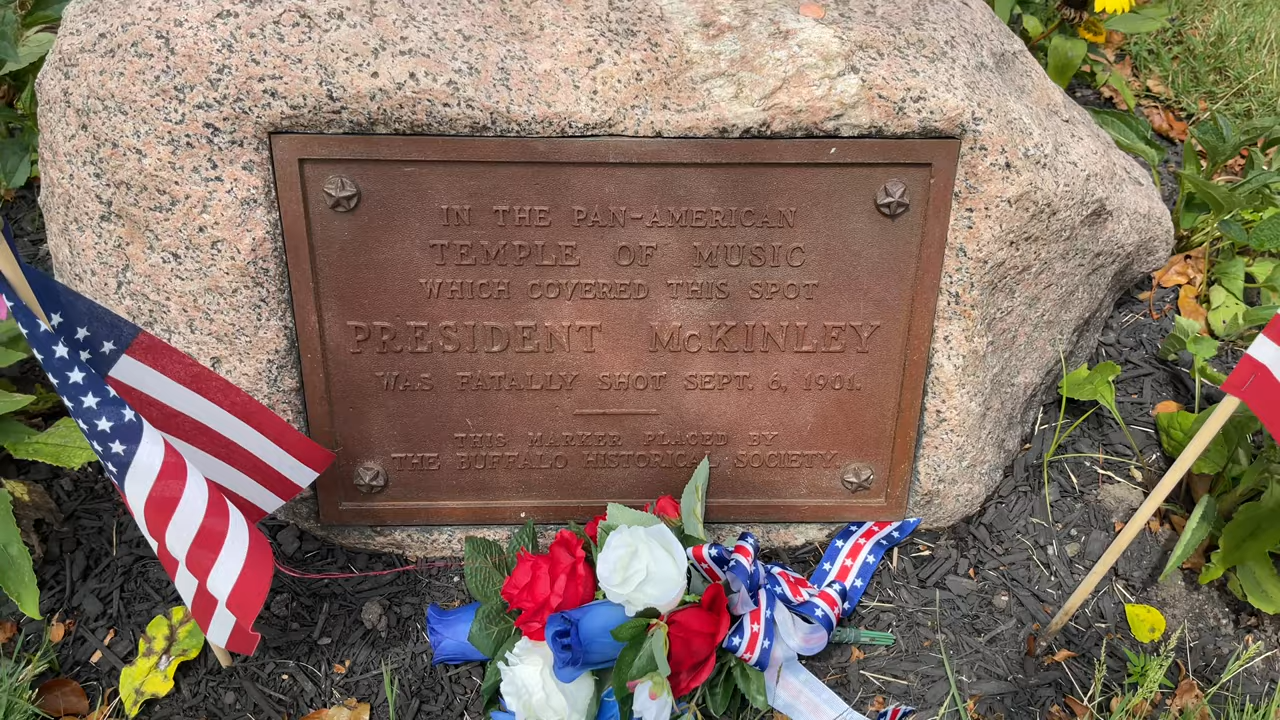 IN THE PAN-AMERICAN
TEMPLE OF MUSIC
WHICH COVERED THIS SPOT
PRESIDENT McKINLEY
WAS FATALLY SHOT SEPT. 6, 1901.
THIS MARKER PLACED BY
THE BUFFALO HISTORICAL SOCIETY.